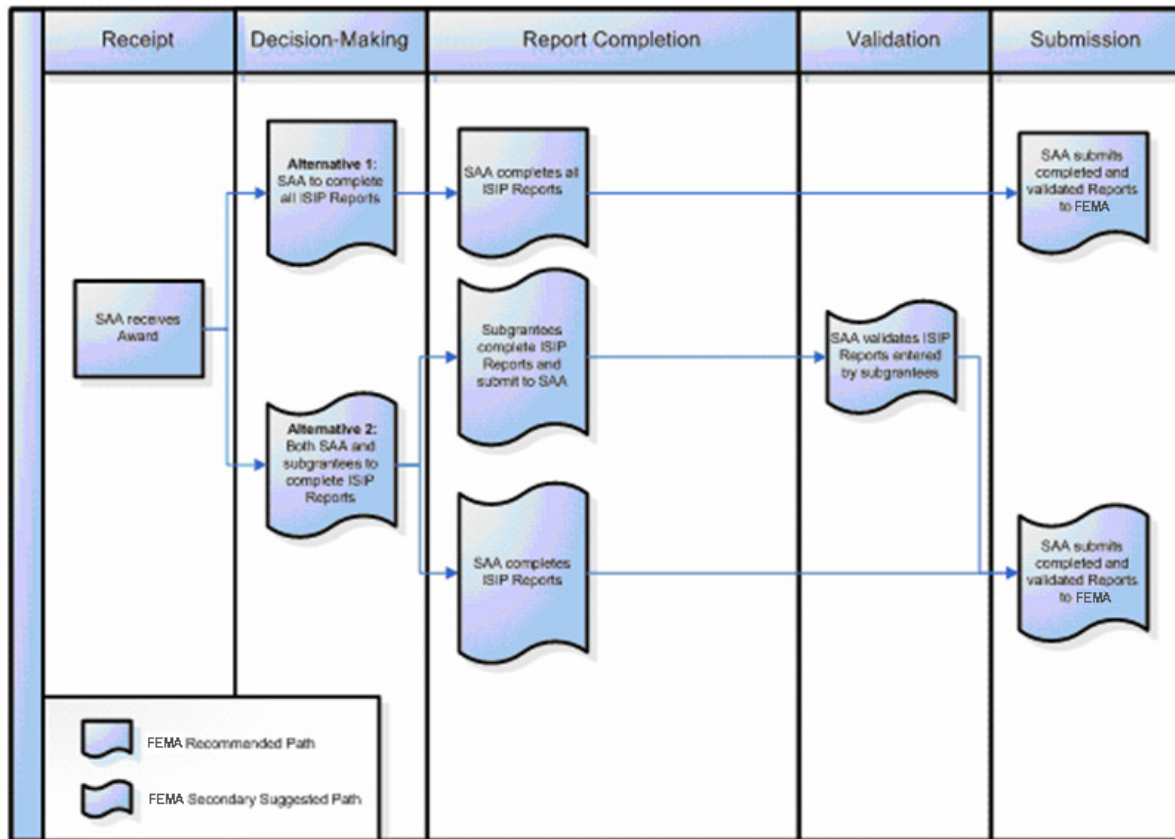 Receipt
Decision-Making
Report Completion
Validation
Submission
Alternative 1:
SAA to complete
all ISIP Reports
SAA completes all
ISIP Reports
SAA submits
completed and
validated Reports
to FEMA
SAA receives
Award
Subgrantees
complete ISIP
Reports and
submit to SAA
SAA validates ISIP
Reports entered
by subgrantees
Alternative 2:
Both SAA and
subgrantees to
complete ISIP
Reports
SAA completes
ISIP Reports
SAA submits
completed and
validated Reports
to FEMA
FEMA Recommended Path
FEMA Secondary Suggested Path